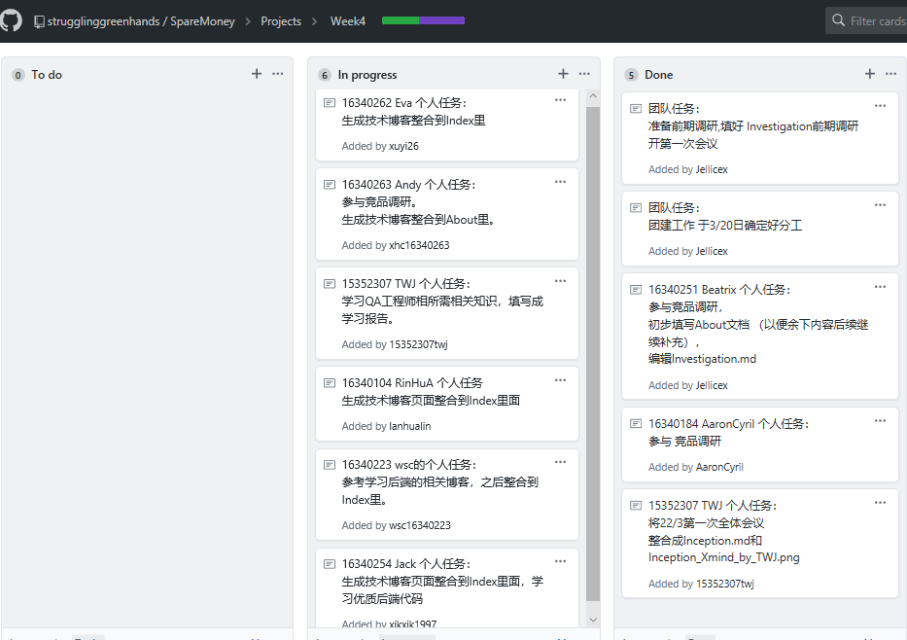 strugglinggreenhands / SpareMoney Projects Week4
Filter cards
0 To do
6 In progress
16340262 Eva 个人任务：
生成技术博客整合到Index里
Added by xuyi26
16340263 Andy 个人任务：
参与竞品调研。
生成技术博客整合到About里。
Added by xhc16340263
15352307 TWJ 个人任务：
学习QA工程师相所需相关知识，填写成
学习报告。
Added by 15352307twj
16340104 RinHuA 个人任务
生成技术博客页面整合到Index里面
Added by lanhualin
16340223 wsc的个人任务：
参考学习后端的相关博客，之后整合到
Index里。
Added by wsc16340223
16340254 Jack 个人任务：
生成技术博客页面整合到Index里面，学
习优质后端代码
Added by xikxik1997
5 Done
团队任务：
准备前期调研,填好 Investigation前期调研
开第一次会议
Added by Jellicex
团队任务：
团建工作 于3/20日确定好分工
Added by Jellicex
16340251 Beatrix 个人任务：
参与竞品调研，
初步填写About文档 （以便余下内容后续继
续补充），
编辑Investigation.md
Added by Jellicex
16340184 AaronCyril 个人任务：
参与 竞品调研
Added by AaronCyril
15352307 TWJ 个人任务：
将22/3第一次全体会议
整合成Inception.md和
Inception_Xmind_by_TWJ.png
Added by 15352307twj